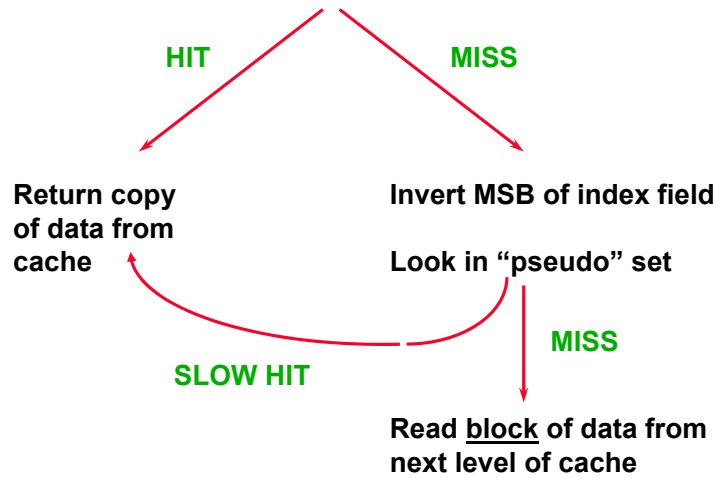 HIT
MISS
Return copy
of data from
cache
Invert MSB of index field
Look in “pseudo” set
SLOW HIT
MISS
Read block of data from
next level of cache